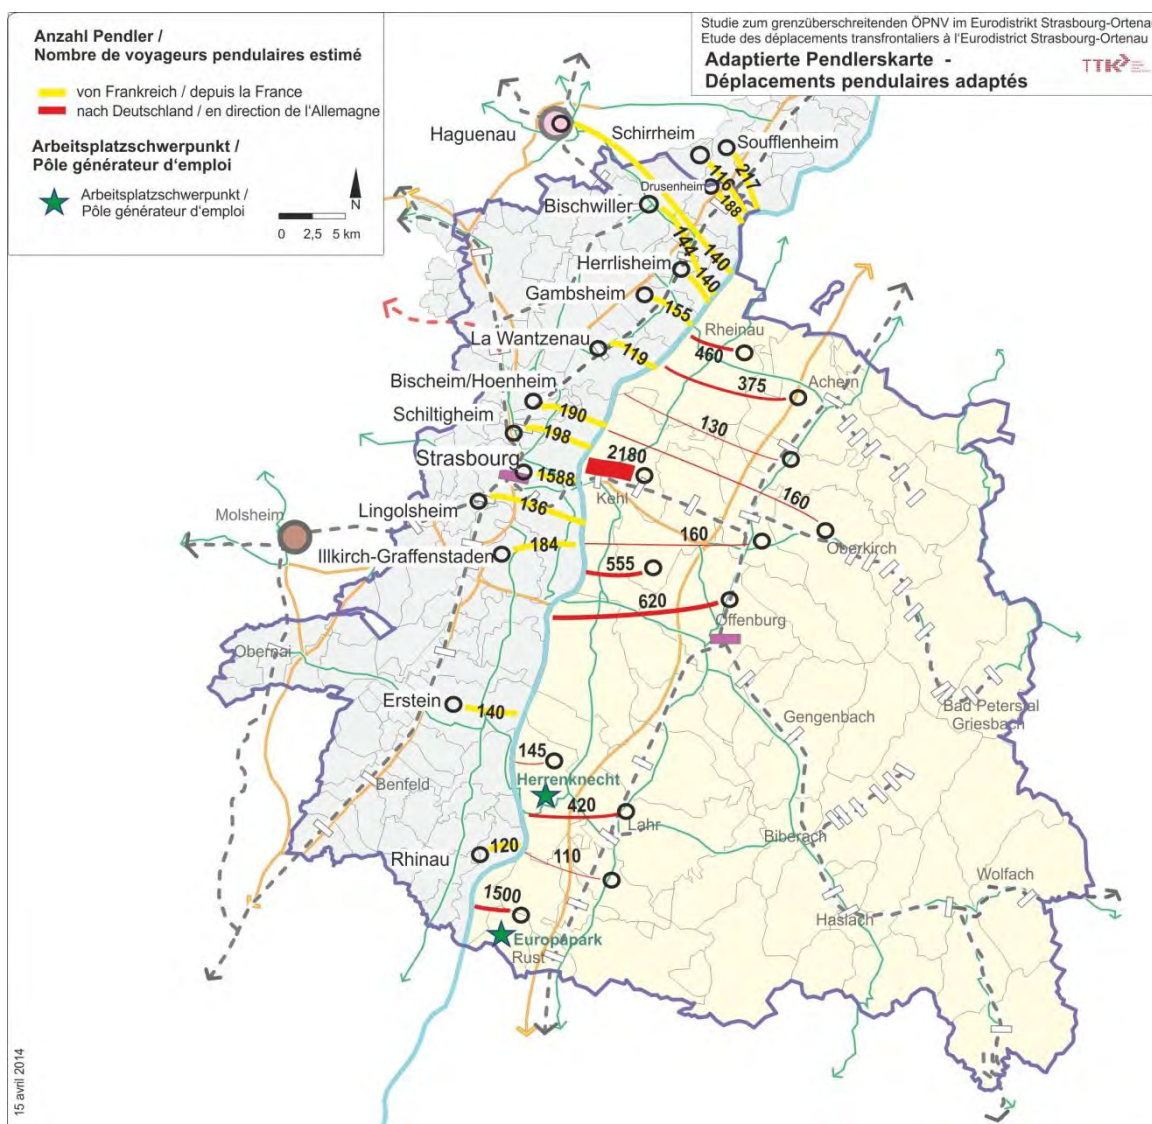 Anzahl Pendler /
Nombre de voyageurs pendulaires estimé
von Frankreich / depuis la France
nach Deutschland / en direction de l'Allemagne
Arbeitsplatzschwerpunkt /
Pôle générateur d'emploi
Arbeitsplatzschwerpunkt /
Pôle générateur d'emploi
N
0 2,5 5 km
Studie zum grenzüberschreitenden ÖPNV im Eurodistrikt Strasbourg-Ortenau
Etude des déplacements transfrontaliers à l'Eurodistrict Strasbourg-Ortenau
Adaptierte Pendlerskarte -
Déplacements pendulaires adaptés
TTK
Haguenau
Schirrheim
Soufflenheim
116
217
Drusenheim
188
Bischwiller
144
140
Herrlisheim
140
Gambsheim
155
Rheinau
La Wantzenau
119
460
375
Achern
Bischeim/Hoenheim
190
130
Schiltigheim
198
Strasbourg
1588
2180
Kehl
160
Lingolsheim
136
Molsheim
Illkirch-Graffenstaden
184
160
Oberkirch
555
620
Offenburg
Obernai
Erstein
140
Bad Peterstal
Griesbach
Gengenbach
145
Herrenknecht
Benfeld
420
Lahr
Biberach
Rhinau
120
110
Wolfach
1500
Haslach
Europapark
Rust
15 avril 2014